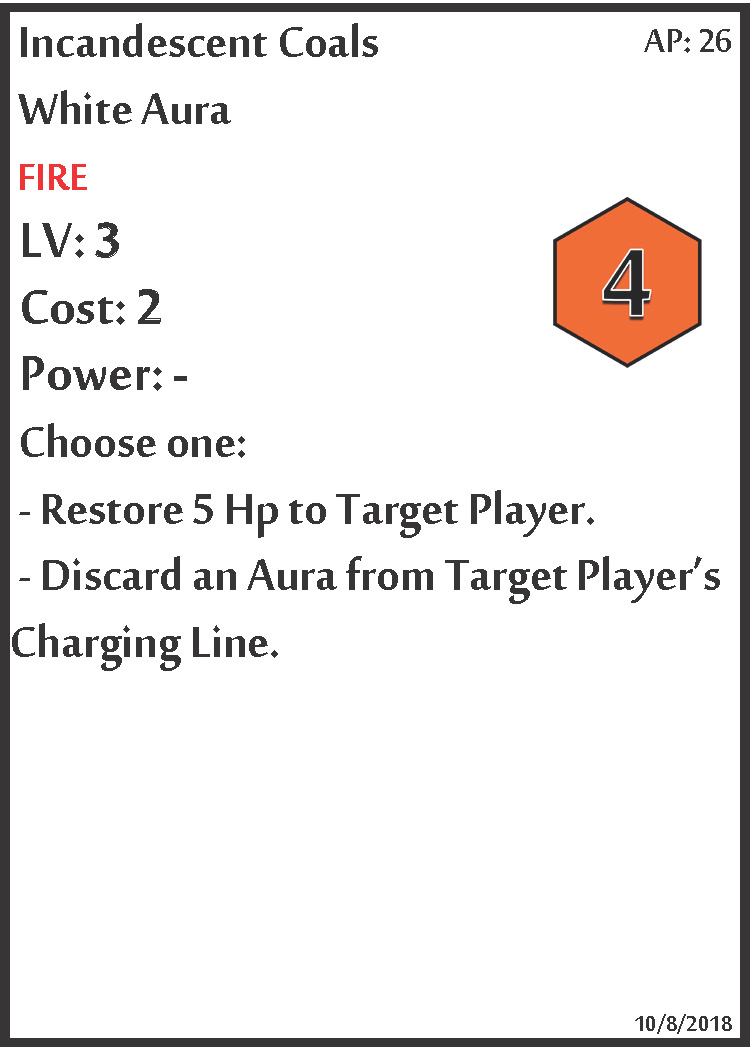 Incandescent Coals
AP: 26
White Aura
FIRE
LV: 3
4
Cost: 2
Power: -
Choose one:
- Restore 5 Hp to Target Player.
- Discard an Aura from Target Player's
Charging Line.
10/8/2018